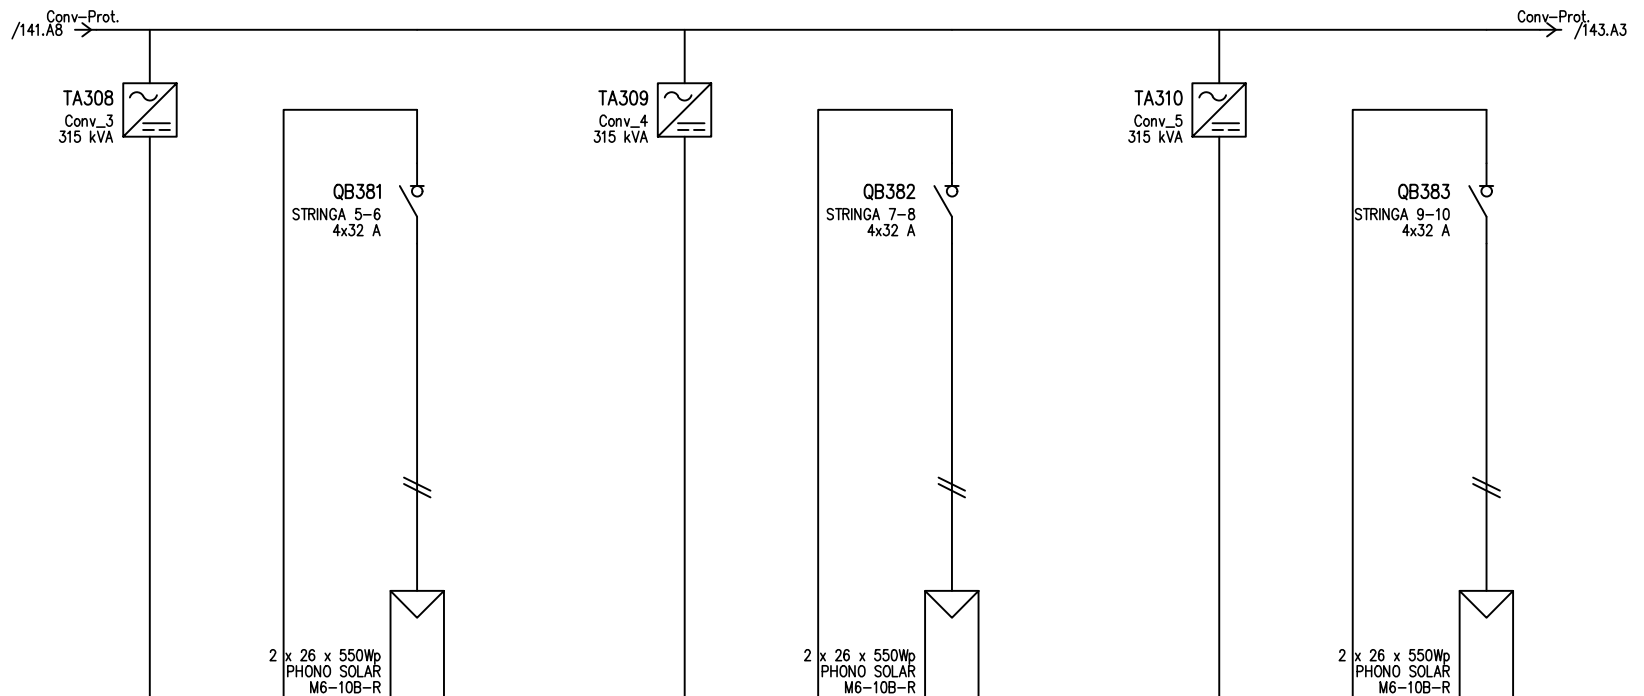 Conv-Prot.
/141.A8
Conv-Prot.
/143.A3
TA308
Conv_3
315 kVA
TA309
Conv_4
315 kVA
TA310
Conv_5
315 kVA
QB381
STRINGA 5-6
4x32 A
QB382
STRINGA 7-8
4x32 A
QB383
STRINGA 9-10
4x32 A
2 x 26 x 550Wp
PHONO SOLAR
M6-10B-R
2 x 26 x 550Wp
PHONO SOLAR
M6-10B-R
2 x 26 x 550Wp
PHONO SOLAR
M6-10B-R